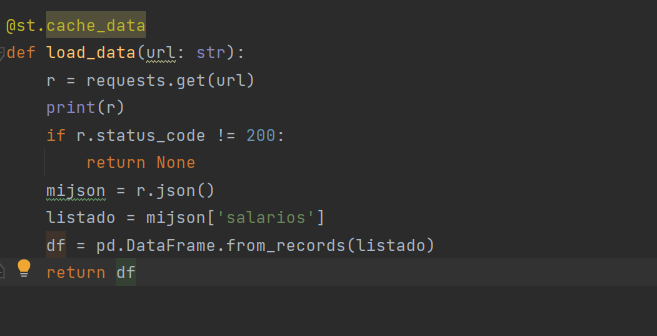 @st.cache_data
def load_data(url: str):
    r = requests.get(url)
    print(r)
    if r.status_code != 200:
        return None
    mijson = r.json()
    listado = mijson['salarios']
    df = pd.DataFrame.from_records(listado)
    return df